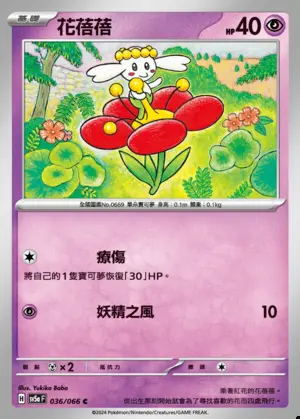 基礎 花蓓蓓 HP40
全國圖鑑No.0669 單朵寶可夢 身高：0.1m 體重：0.1kg
療傷
將自己的1隻寶可夢恢復「30」HP。
妖精之風 10
弱點 ×2 抵抗力 撤退
Illus. Yukiko Baba
H SV6a F 036/066 C
乘著紅花的花蓓蓓。
從出生那刻開始就會為了尋找喜歡的花而四處飛行。
©2024 Pokémon/Nintendo/Creatures/GAME FREAK.